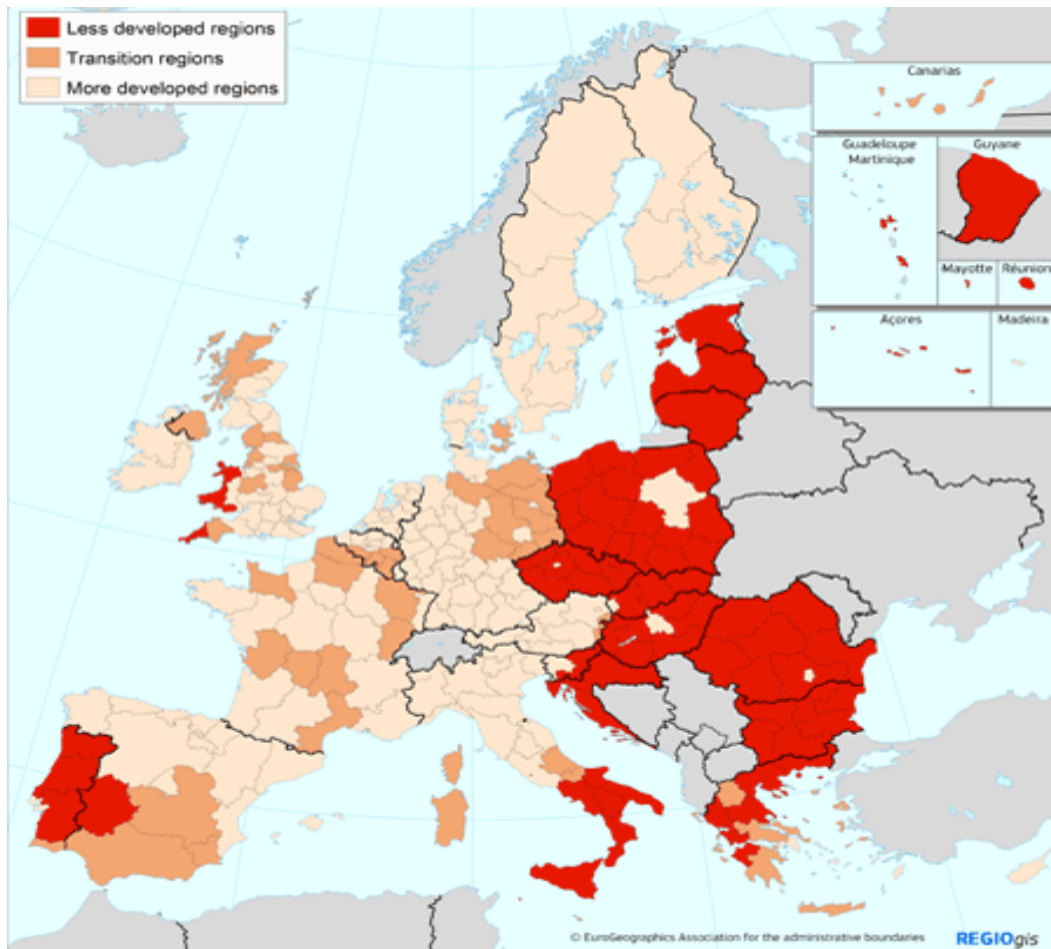 Less developed regions
Transition regions
More developed regions
Canarias
Guadeloupe
Martinique
Guyane
Mayotte
Réunion
Açores
Madeira
© EuroGeographics Association for the administrative boundaries
REGIOgis